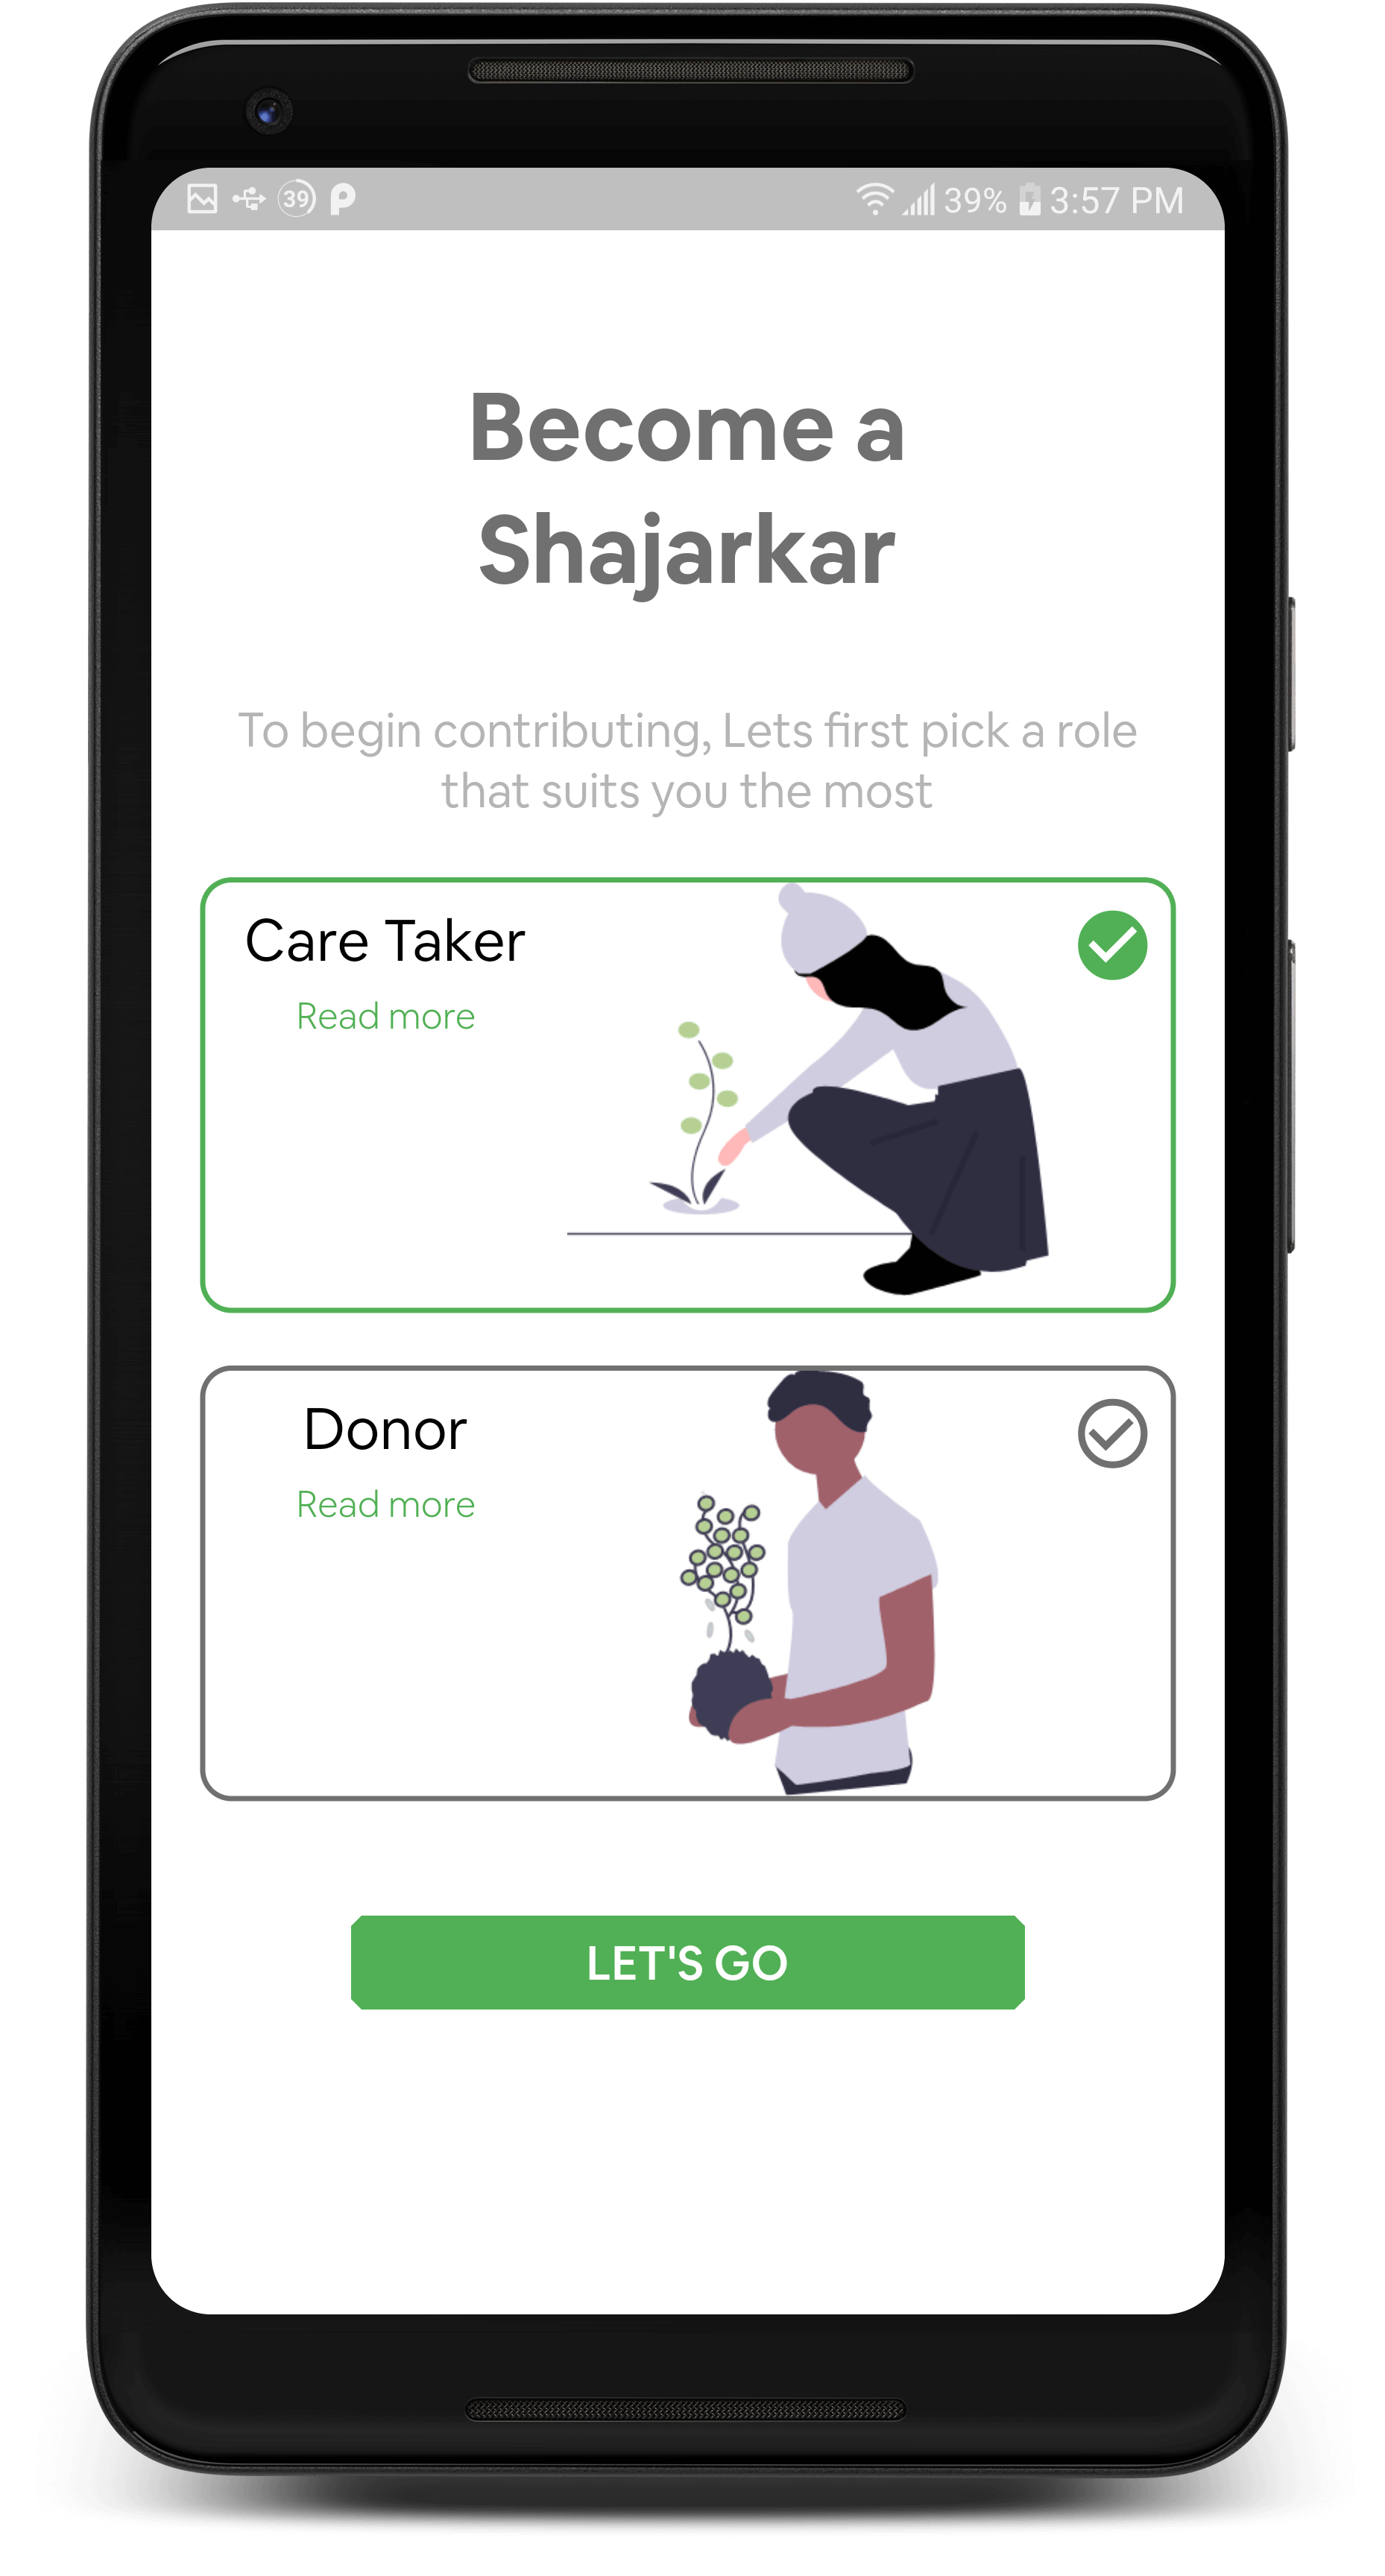 39 39% 3:57 PM
Become a
Shajarkar
To begin contributing, Lets first pick a role
that suits you the most
Care Taker
Read more
Donor
Read more
LET'S GO